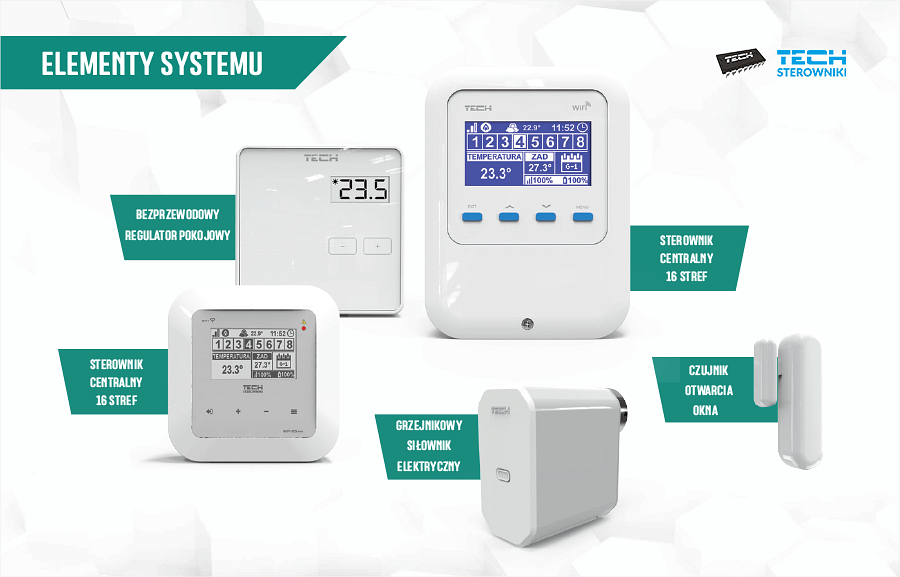 ELEMENTY SYSTEMU
TECH
TECH
STEROWNIKI
TECH
WiFi
22.9° 11:52
1 2 3 4 5 6 7 8
TEMPERATURA ZAD
23.3° 27.3° G-1
100% 100%
EXIT MENU
TECH
*23.5
- +
BEZPRZEWODOWY
REGULATOR POKOJOWY
STEROWNIK
CENTRALNY
16 STREF
WiFi
22.9° 11:52
1 2 3 4 5 6 7 8
TEMPERATURA ZAD
23.3° 27.3° G-1
100% 100%
TECH
STEROWNIKI
+ -
STEROWNIK
CENTRALNY
16 STREF
CZUJNIK
OTWARCIA
OKNA
GRZEJNIKOWY
SIŁOWNIK
ELEKTRYCZNY
TECH